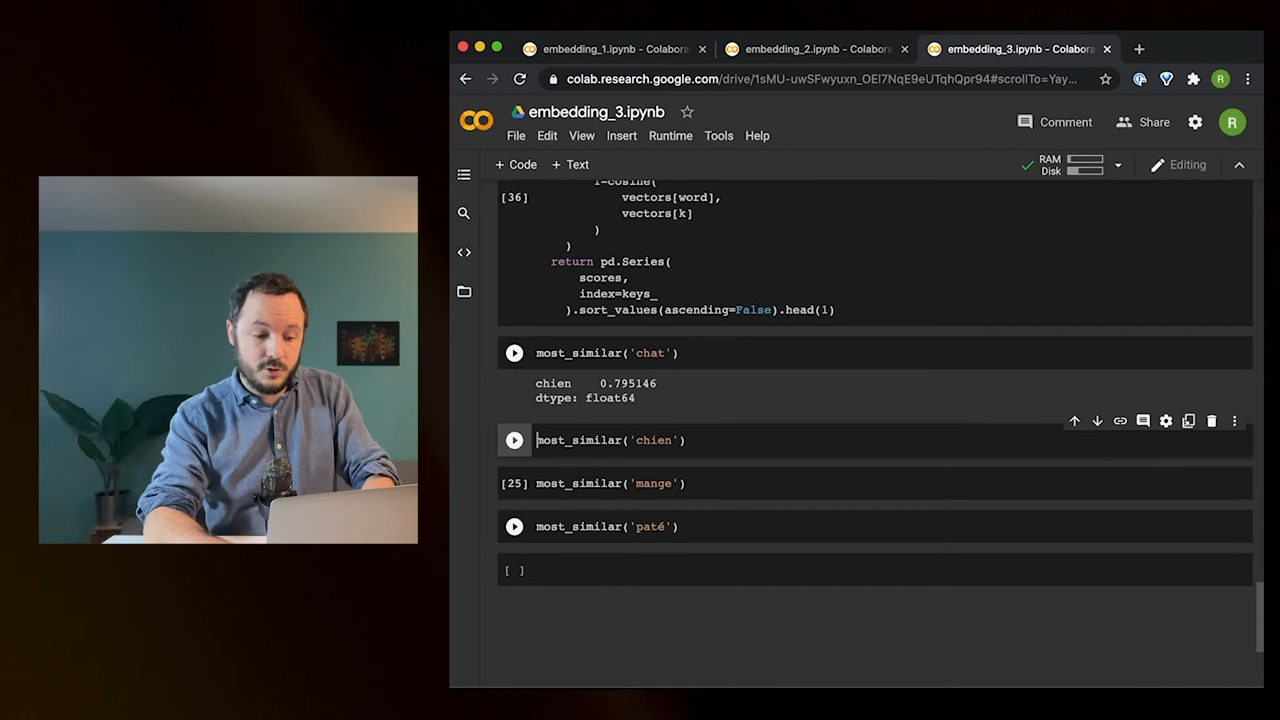 embedding_1.ipynb - Colabora
embedding_2.ipynb - Colabora
embedding_3.ipynb - Colabora
colab.research.google.com/drive/1sMU-uwSFwyuxn_OEI7NqE9eUTqhQpr94#scrollTo=Yay...
R
embedding_3.ipynb
Comment
Share
R
File Edit View Insert Runtime Tools Help
+ Code + Text
RAM
Disk
Editing
1-cosine(
[36] vectors[word],
vectors[k]
)
)
return pd.Series(
scores,
index=keys_
).sort_values(ascending=False).head(1)
most_similar('chat')
chien 0.795146
dtype: float64
most_similar('chien')
[25] most_similar('mange')
most_similar('paté')
[ ]